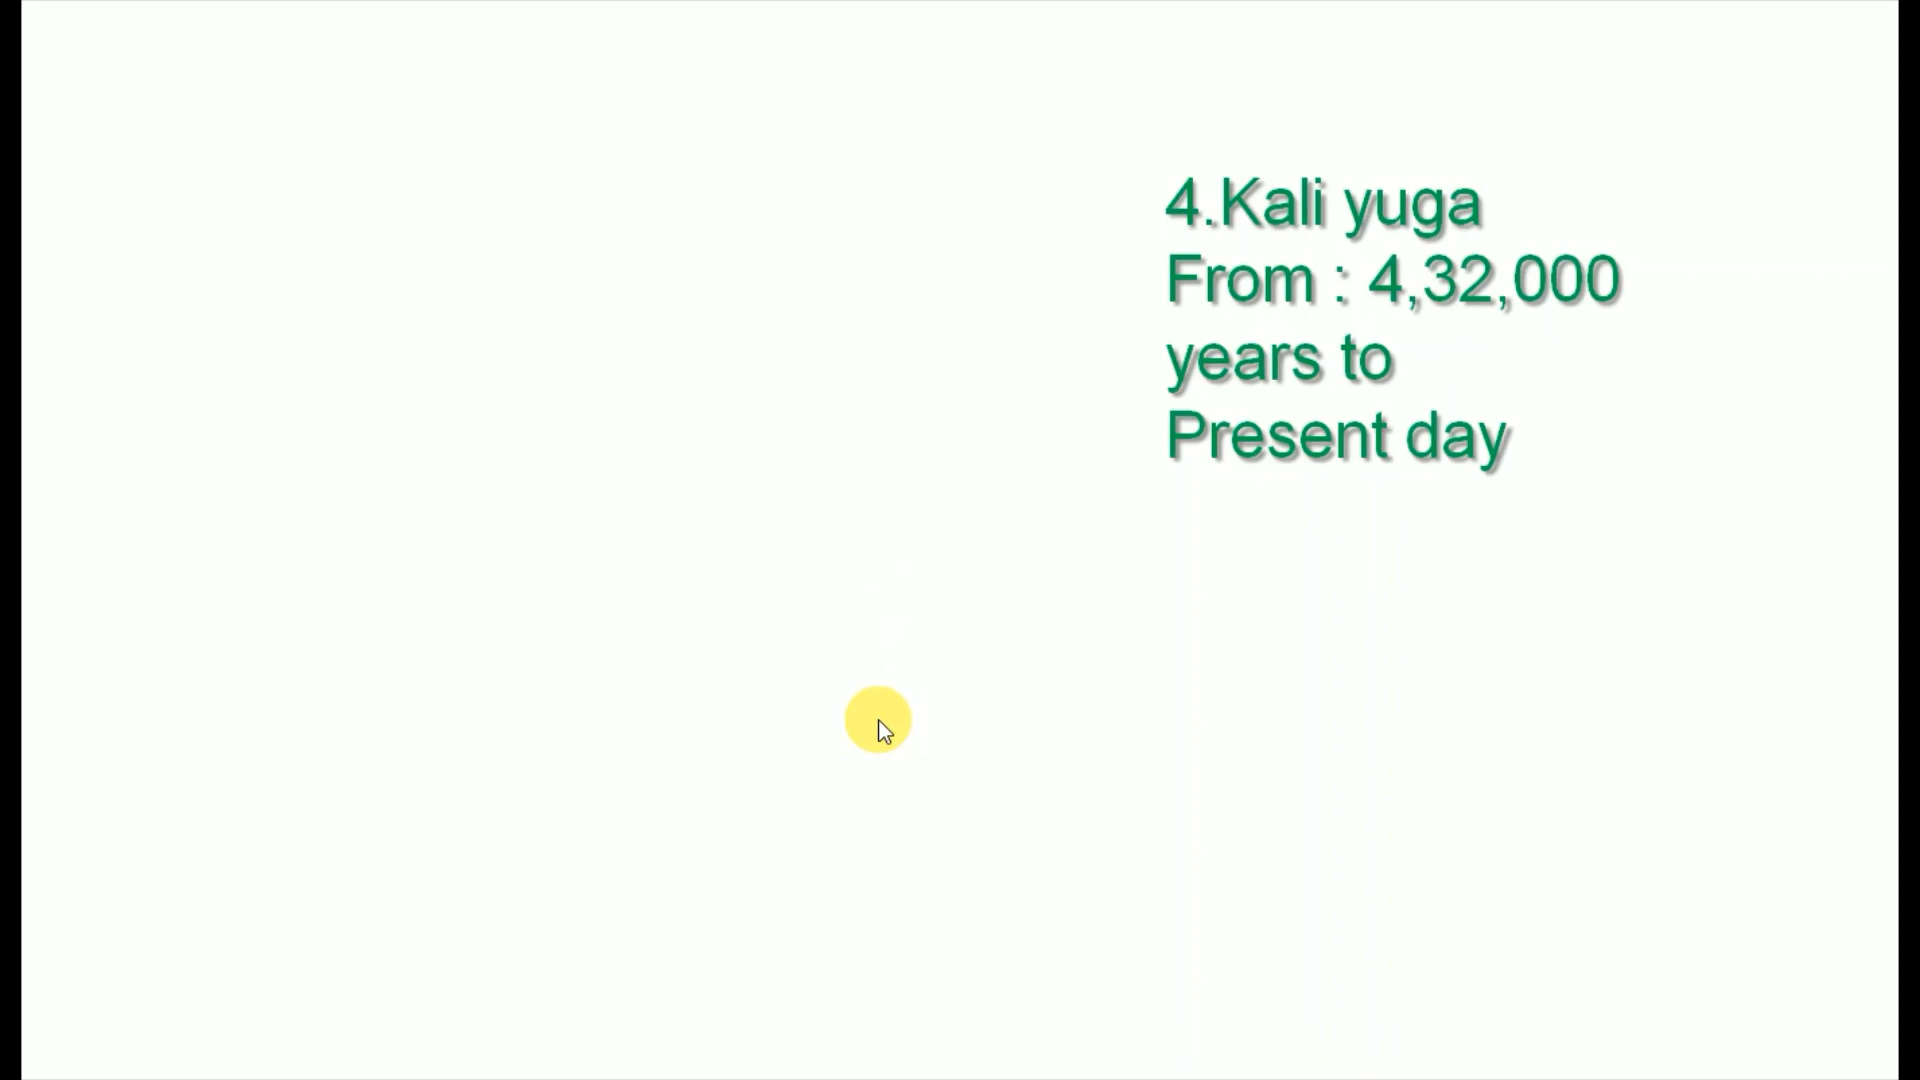 4.Kali yuga
From : 4,32,000
years to
Present day